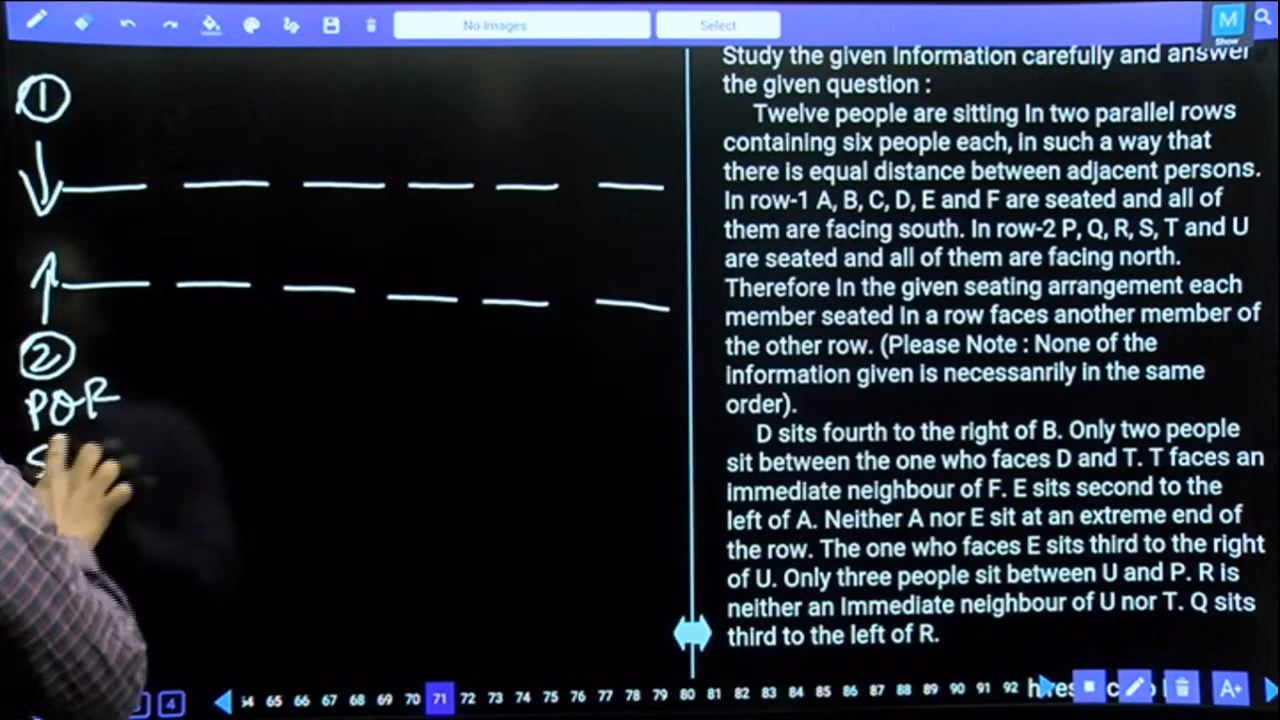 No Images Select
M
Show
Study the given Information carefully and answer
the given question :
Twelve people are sitting In two parallel rows
containing six people each, in such a way that
there is equal distance between adjacent persons.
In row-1 A, B, C, D, E and F are seated and all of
them are facing south. In row-2 P, Q, R, S, T and U
are seated and all of them are facing north.
Therefore In the given seating arrangement each
member seated In a row faces another member of
the other row. (Please Note : None of the
information given is necessanrily in the same
order).
D sits fourth to the right of B. Only two people
sit between the one who faces D and T. T faces an
immediate neighbour of F. E sits second to the
left of A. Neither A nor E sit at an extreme end of
the row. The one who faces E sits third to the right
of U. Only three people sit between U and P. R is
neither an Immediate neighbour of U nor T. Q sits
third to the left of R.
1
2
PQR
S
4
65 66 67 68 69 70 71 72 73 74 75 76 77 78 79 80 81 82 83 84 85 86 87 88 89 90 91 92
A+